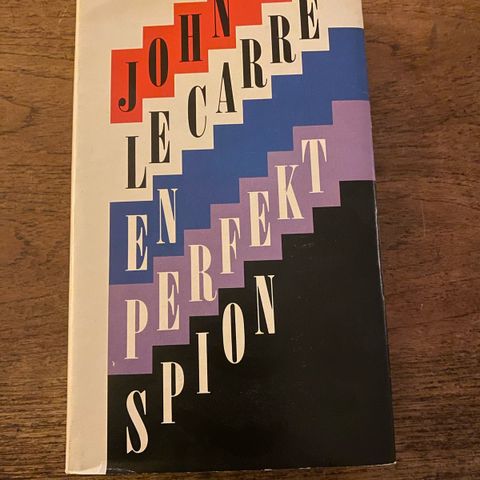 JOHN
LE CARRE
EN
PERFEKT
SPION